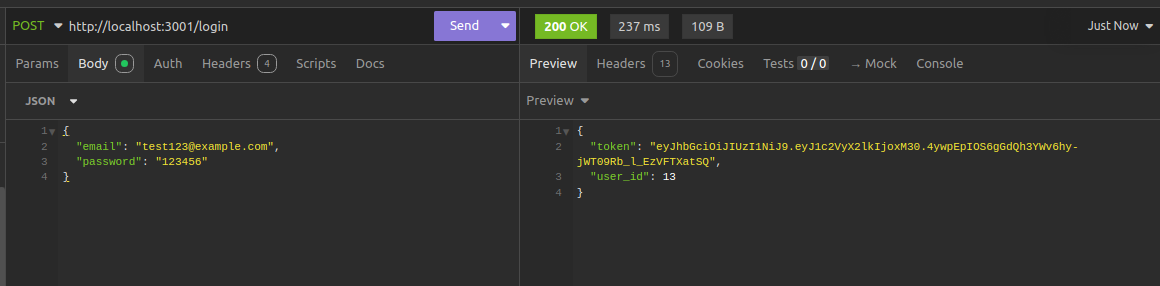 POST http://localhost:3001/login Send 200 OK 237 ms 109 B Just Now
Params Body Auth Headers 4 Scripts Docs Preview Headers 13 Cookies Tests 0 / 0 → Mock Console
JSON Preview
1 {
2 "email": "test123@example.com",
3 "password": "123456"
4 }
1 {
2 "token": "eyJhbGciOiJIUzI1NiJ9.eyJ1c2VyX2lkIjoxM30.4ywpEpIOS6gGdQh3YWv6hy-
jWT09Rb_l_EzVFTXatSQ",
3 "user_id": 13
4 }